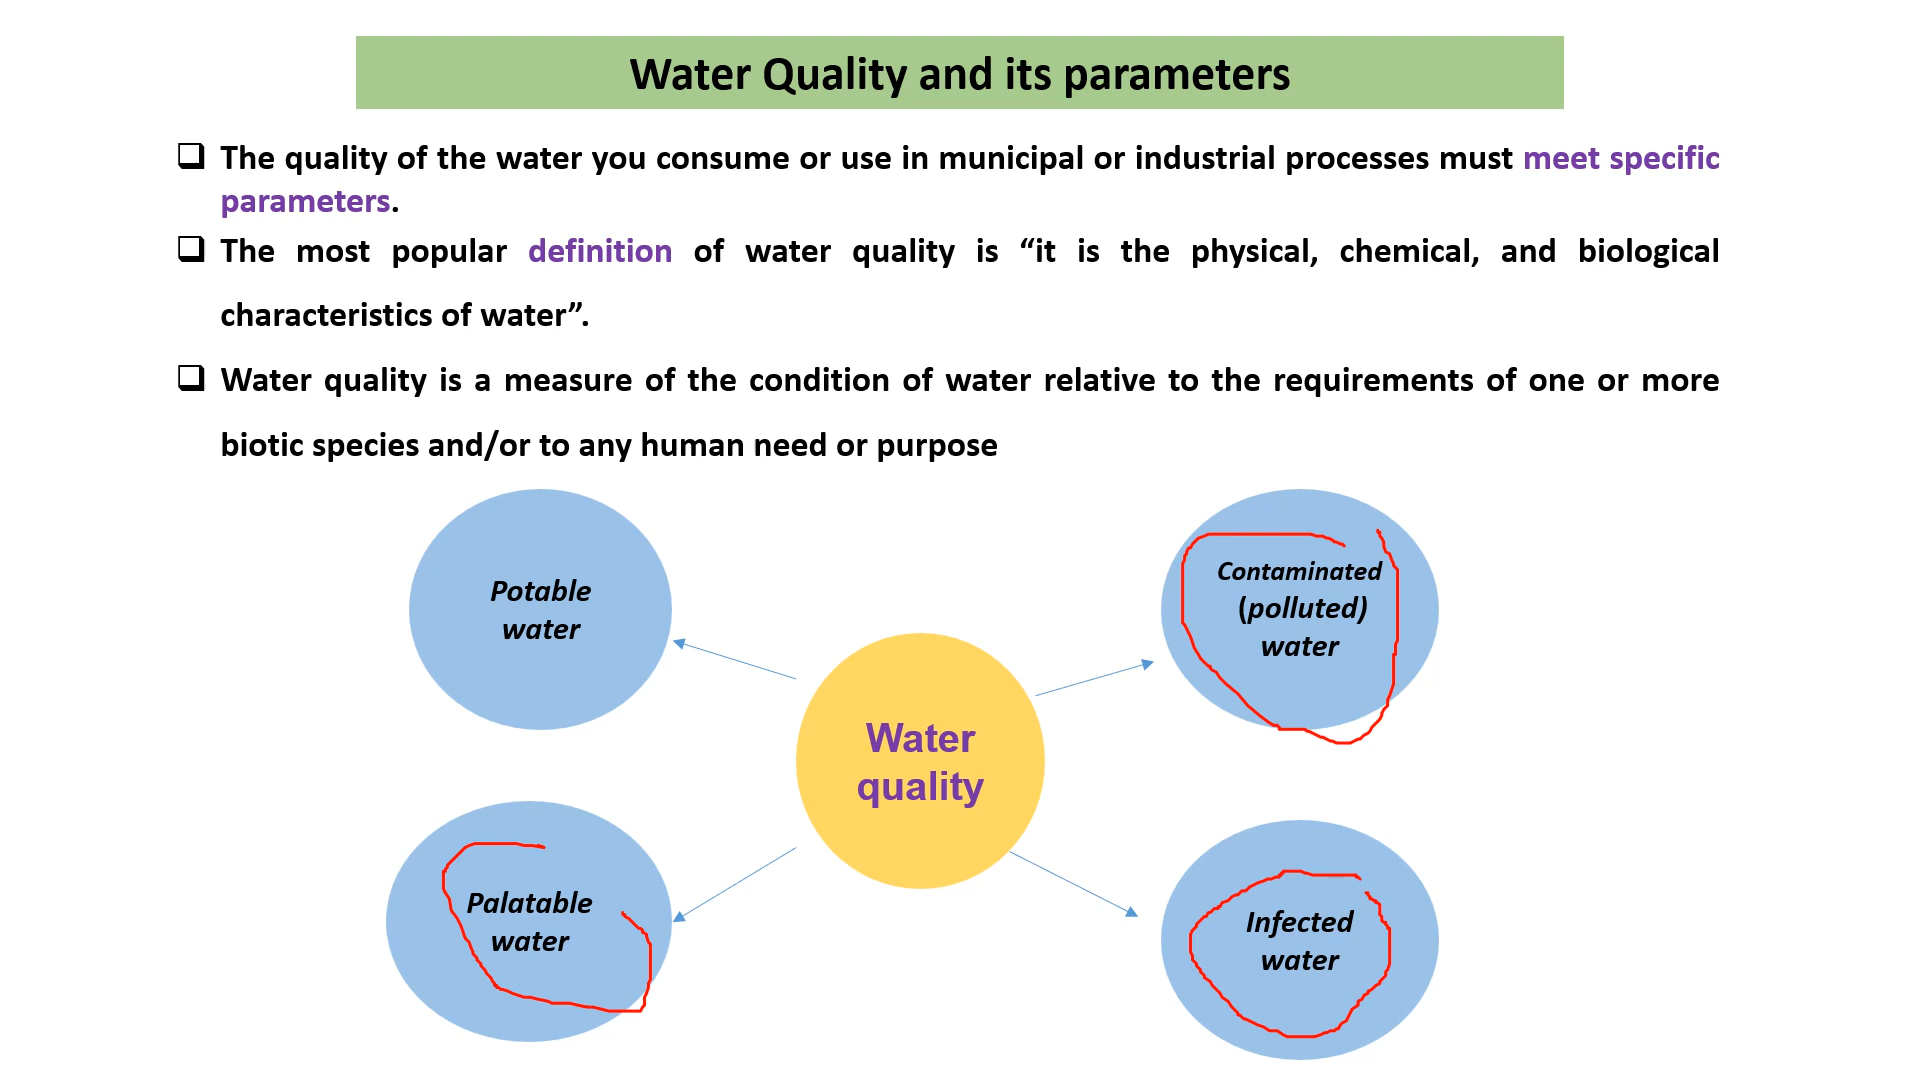 Water Quality and its parameters
The quality of the water you consume or use in municipal or industrial processes must meet specific
parameters.
The most popular definition of water quality is “it is the physical, chemical, and biological
characteristics of water”.
Water quality is a measure of the condition of water relative to the requirements of one or more
biotic species and/or to any human need or purpose
Potable
water
Contaminated
(polluted)
water
Water
quality
Palatable
water
Infected
water